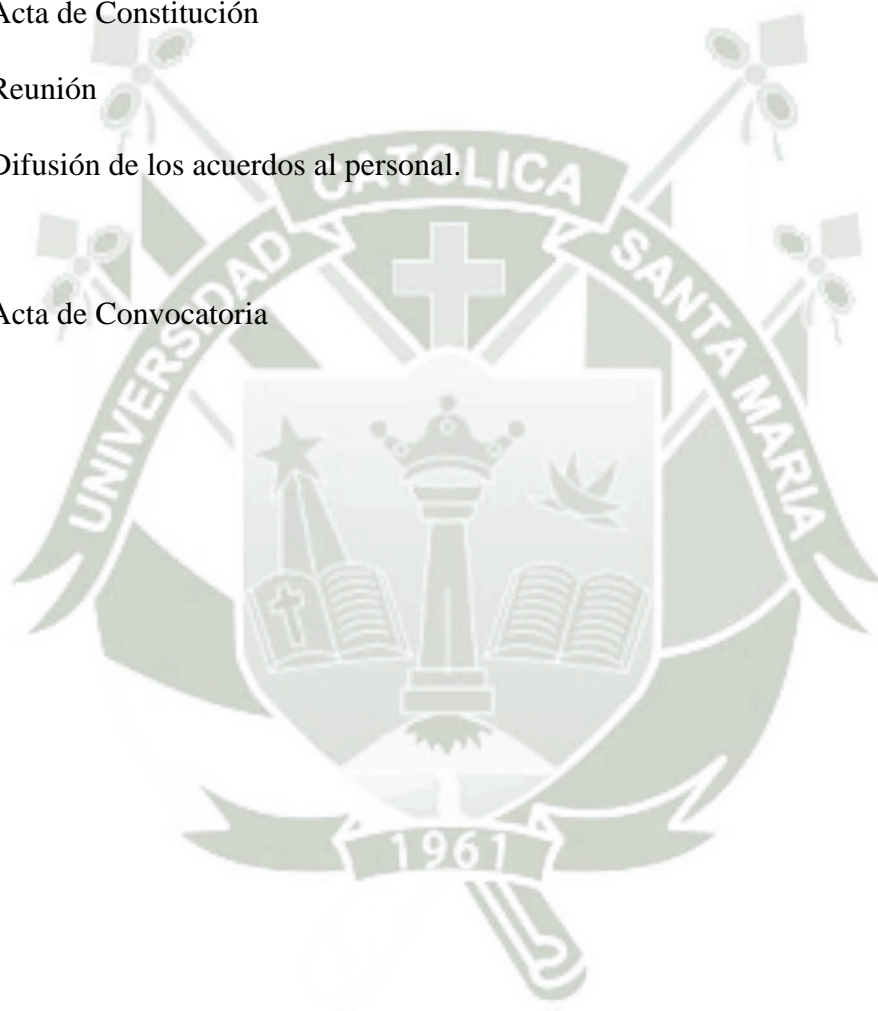 Acta de Constitución
Reunión
Difusión de los acuerdos al personal.
Acta de Convocatoria
UNIVERSIDAD CATOLICA SANTA MARIA
1961